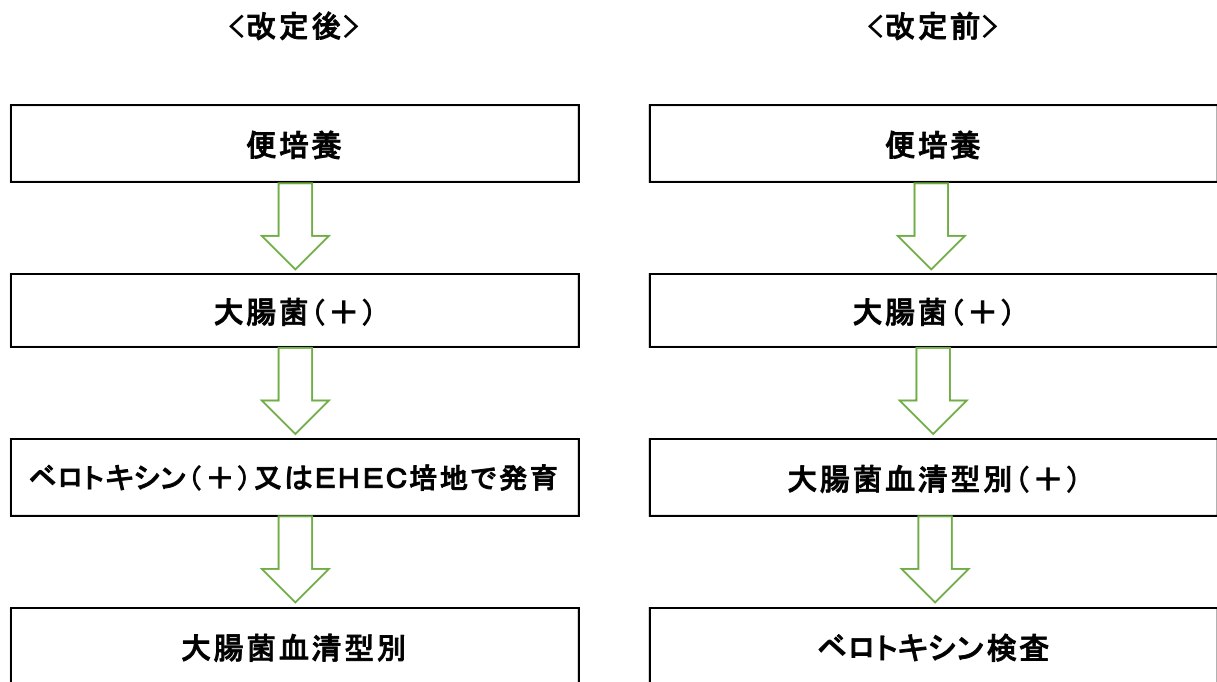 <改定後>
便培養
大腸菌(+)
ベロトキシン(+)又はEHEC培地で発育
大腸菌血清型別
<改定前>
便培養
大腸菌(+)
大腸菌血清型別(+)
ベロトキシン検査